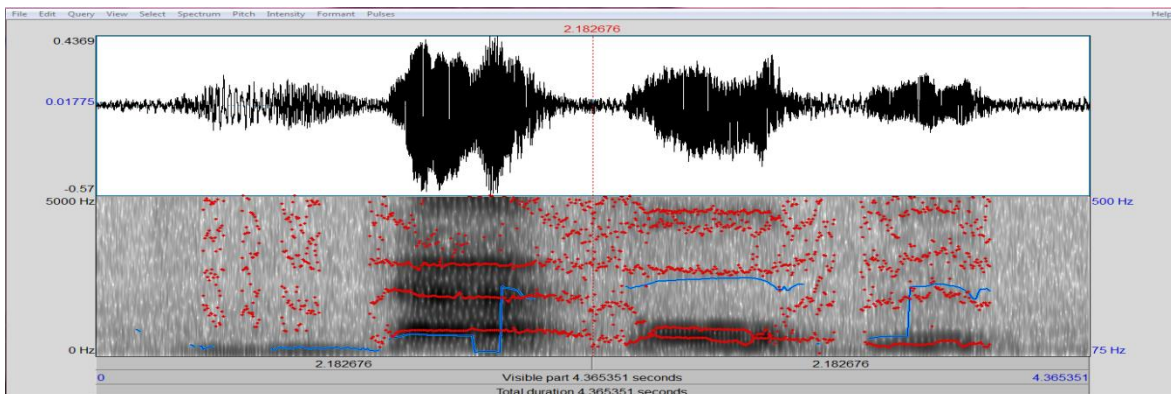 File Edit Query View Select Spectrum Pitch Intensity Formant Pulses Help
2.182676
0.4369
0.01775
-0.57
5000 Hz 500 Hz
0 Hz 75 Hz
2.182676 2.182676
0 Visible part 4.365351 seconds 4.365351
Total duration 4.365351 seconds